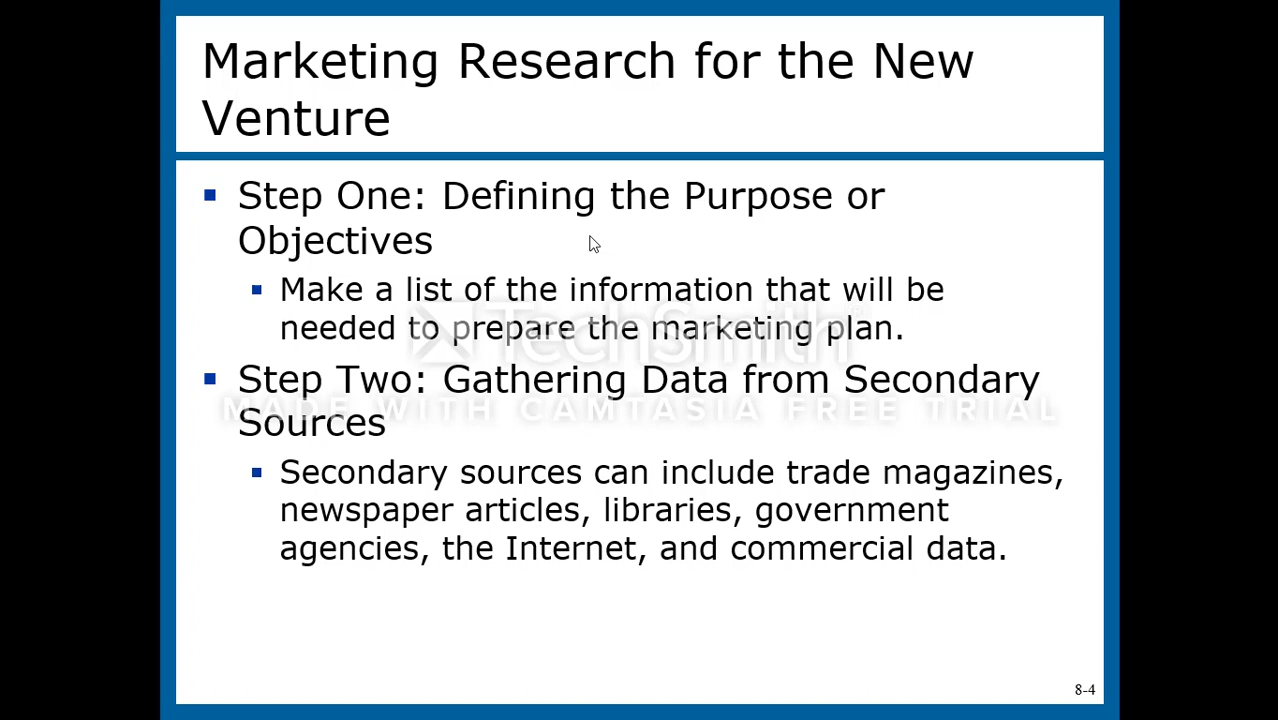 Marketing Research for the New
Venture
Step One: Defining the Purpose or
Objectives
Make a list of the information that will be
needed to prepare the marketing plan.
TechSmith
Step Two: Gathering Data from Secondary
MADE WITH CAMTASIA FREE TRIAL
Sources
Secondary sources can include trade magazines,
newspaper articles, libraries, government
agencies, the Internet, and commercial data.
8-4